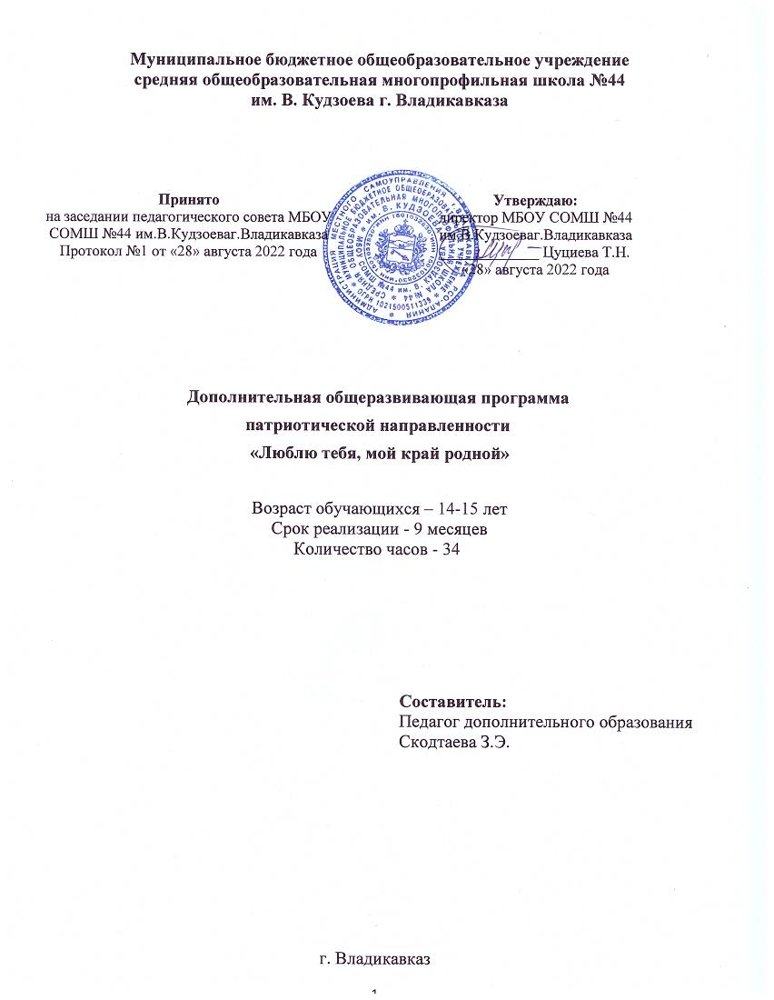 Муниципальное бюджетное общеобразовательное учреждение
средняя общеобразовательная многопрофильная школа №44
им. В. Кудзоева г. Владикавказа
Принято
на заседании педагогического совета МБОУ
СОМШ №44 им.В.Кудзоеваг.Владикавказа
Протокол №1 от «28» августа 2022 года
Утверждаю:
директор МБОУ СОМШ №44
им.В.Кудзоеваг.Владикавказа
Цуциева Т.Н.
«28» августа 2022 года
ОГРН 1021500511339
Дополнительная общеразвивающая программа
патриотической направленности
«Люблю тебя, мой край родной»
Возраст обучающихся – 14-15 лет
Срок реализации - 9 месяцев
Количество часов - 34
Составитель:
Педагог дополнительного образования
Скодтаева З.Э.
г. Владикавказ
1